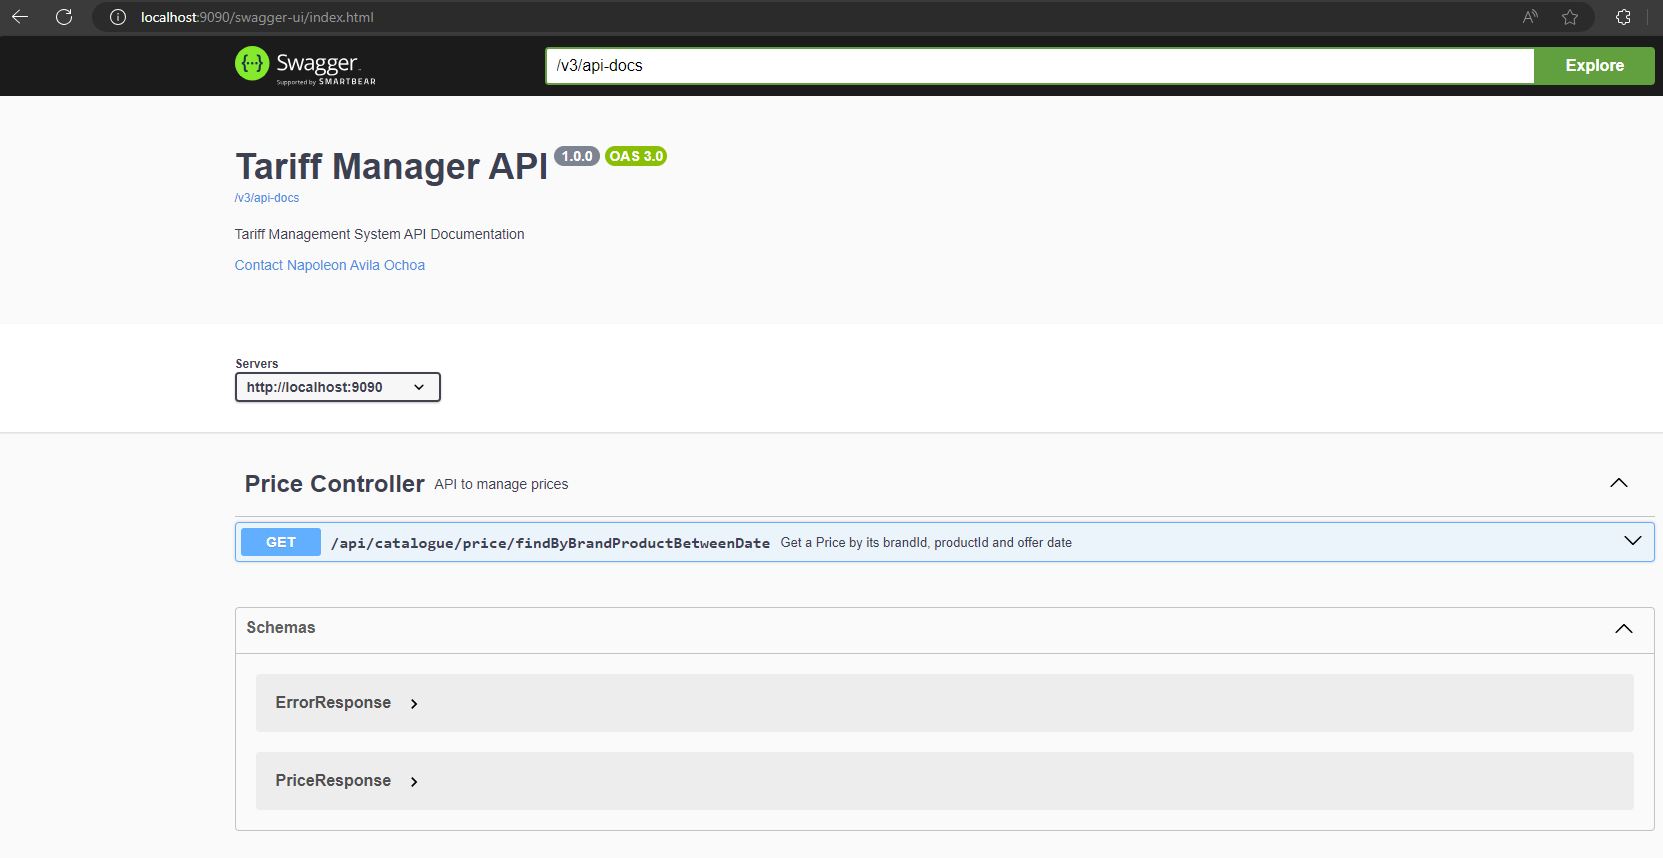 localhost:9090/swagger-ui/index.html
{···} Swagger
Supported by SMARTBEAR
/v3/api-docs
Explore
Tariff Manager API 1.0.0 OAS 3.0
/v3/api-docs
Tariff Management System API Documentation
Contact Napoleon Avila Ochoa
Servers
http://localhost:9090
Price Controller API to manage prices
GET /api/catalogue/price/findByBrandProductBetweenDate Get a Price by its brandId, productId and offer date
Schemas
ErrorResponse
PriceResponse